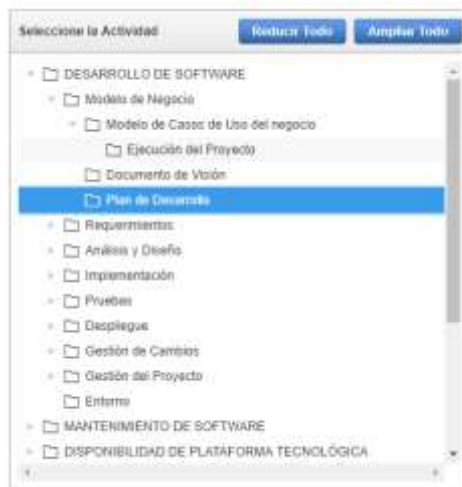 Seleccione la Actividad Reducir Todo Ampliar Todo
DESARROLLO DE SOFTWARE
Modelo de Negocio
Modelo de Casos de Uso del negocio
Ejecución del Proyecto
Documento de Visión
Plan de Desarrollo
Requerimientos
Análisis y Diseño
Implementación
Pruebas
Despliegue
Gestión de Cambios
Gestión del Proyecto
Entorno
MANTENIMIENTO DE SOFTWARE
DISPONIBILIDAD DE PLATAFORMA TECNOLÓGICA